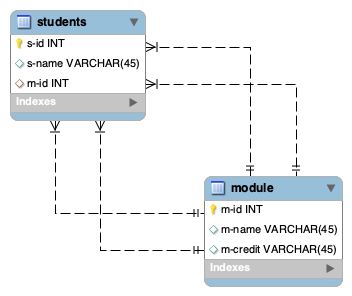 students
s-id INT
s-name VARCHAR(45)
m-id INT
Indexes
module
m-id INT
m-name VARCHAR(45)
m-credit VARCHAR(45)
Indexes